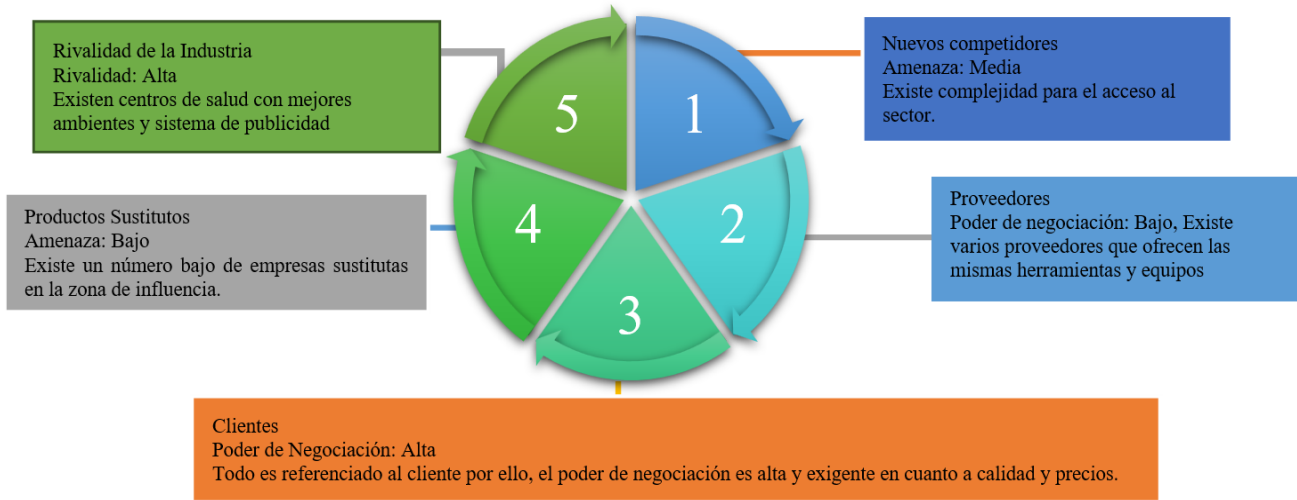 Rivalidad de la Industria
Rivalidad: Alta
Existen centros de salud con mejores
ambientes y sistema de publicidad
Nuevos competidores
Amenaza: Media
Existe complejidad para el acceso al
sector.
5
1
Productos Sustitutos
Amenaza: Bajo
Existe un número bajo de empresas sustitutas
en la zona de influencia.
4
2
Proveedores
Poder de negociación: Bajo, Existe
varios proveedores que ofrecen las
mismas herramientas y equipos
3
Clientes
Poder de Negociación: Alta
Todo es referenciado al cliente por ello, el poder de negociación es alta y exigente en cuanto a calidad y precios.